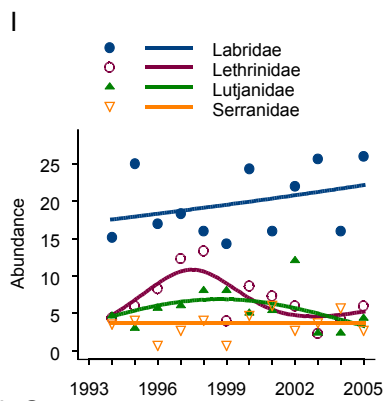 I
Labridae
Lethrinidae
Lutjanidae
Serranidae
Abundance
25
20
15
10
5
0
1993 1996 1999 2002 2005